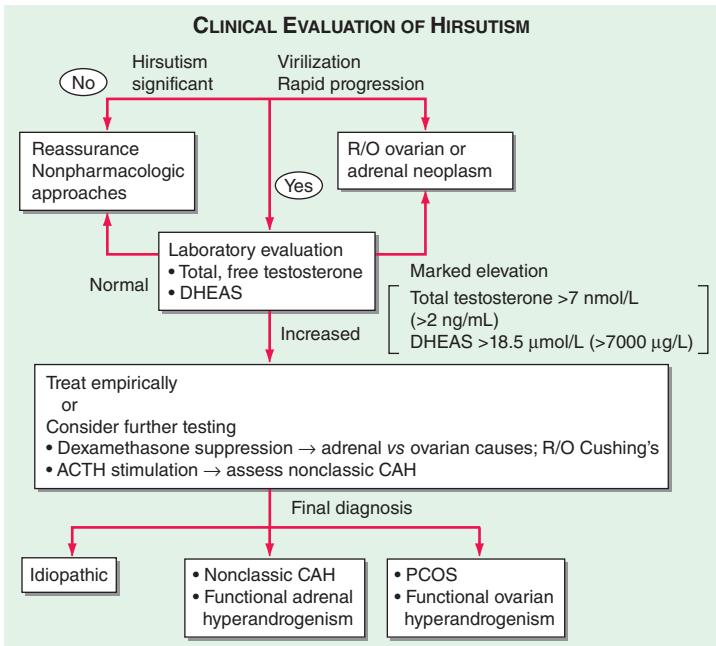 CLINICAL EVALUATION OF HIRSUTISM
No
Hirsutism
significant
Virilization
Rapid progression
Reassurance
Nonpharmacologic
approaches
R/O ovarian or
adrenal neoplasm
Yes
Laboratory evaluation
• Total, free testosterone
• DHEAS
Normal
Marked elevation
Total testosterone >7 nmol/L
(>2 ng/mL)
DHEAS >18.5 μmol/L (>7000 μg/L)
Increased
Treat empirically
or
Consider further testing
• Dexamethasone suppression → adrenal vs ovarian causes; R/O Cushing's
• ACTH stimulation → assess nonclassic CAH
Final diagnosis
Idiopathic
• Nonclassic CAH
• Functional adrenal
hyperandrogenism
• PCOS
• Functional ovarian
hyperandrogenism